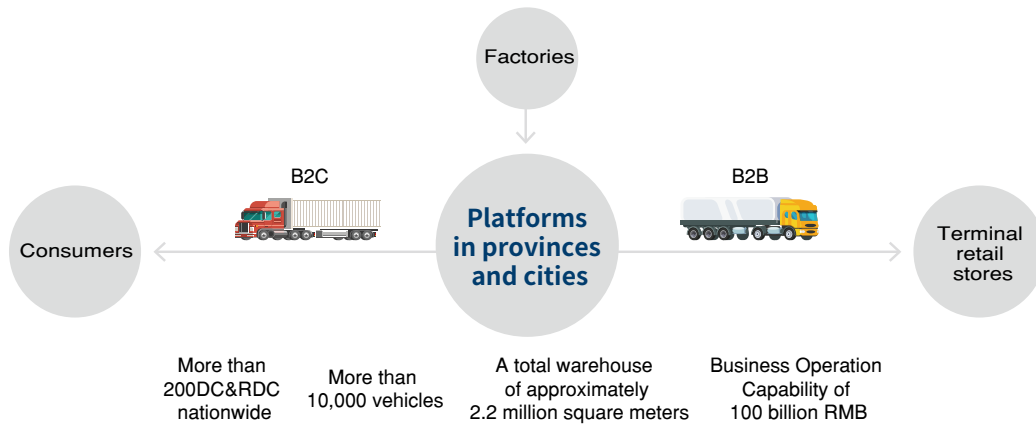 Factories
B2C
B2B
Platforms
in provinces
and cities
Consumers
Terminal
retail
stores
More than
200DC&RDC
nationwide
More than
10,000 vehicles
A total warehouse
of approximately
2.2 million square meters
Business Operation
Capability of
100 billion RMB